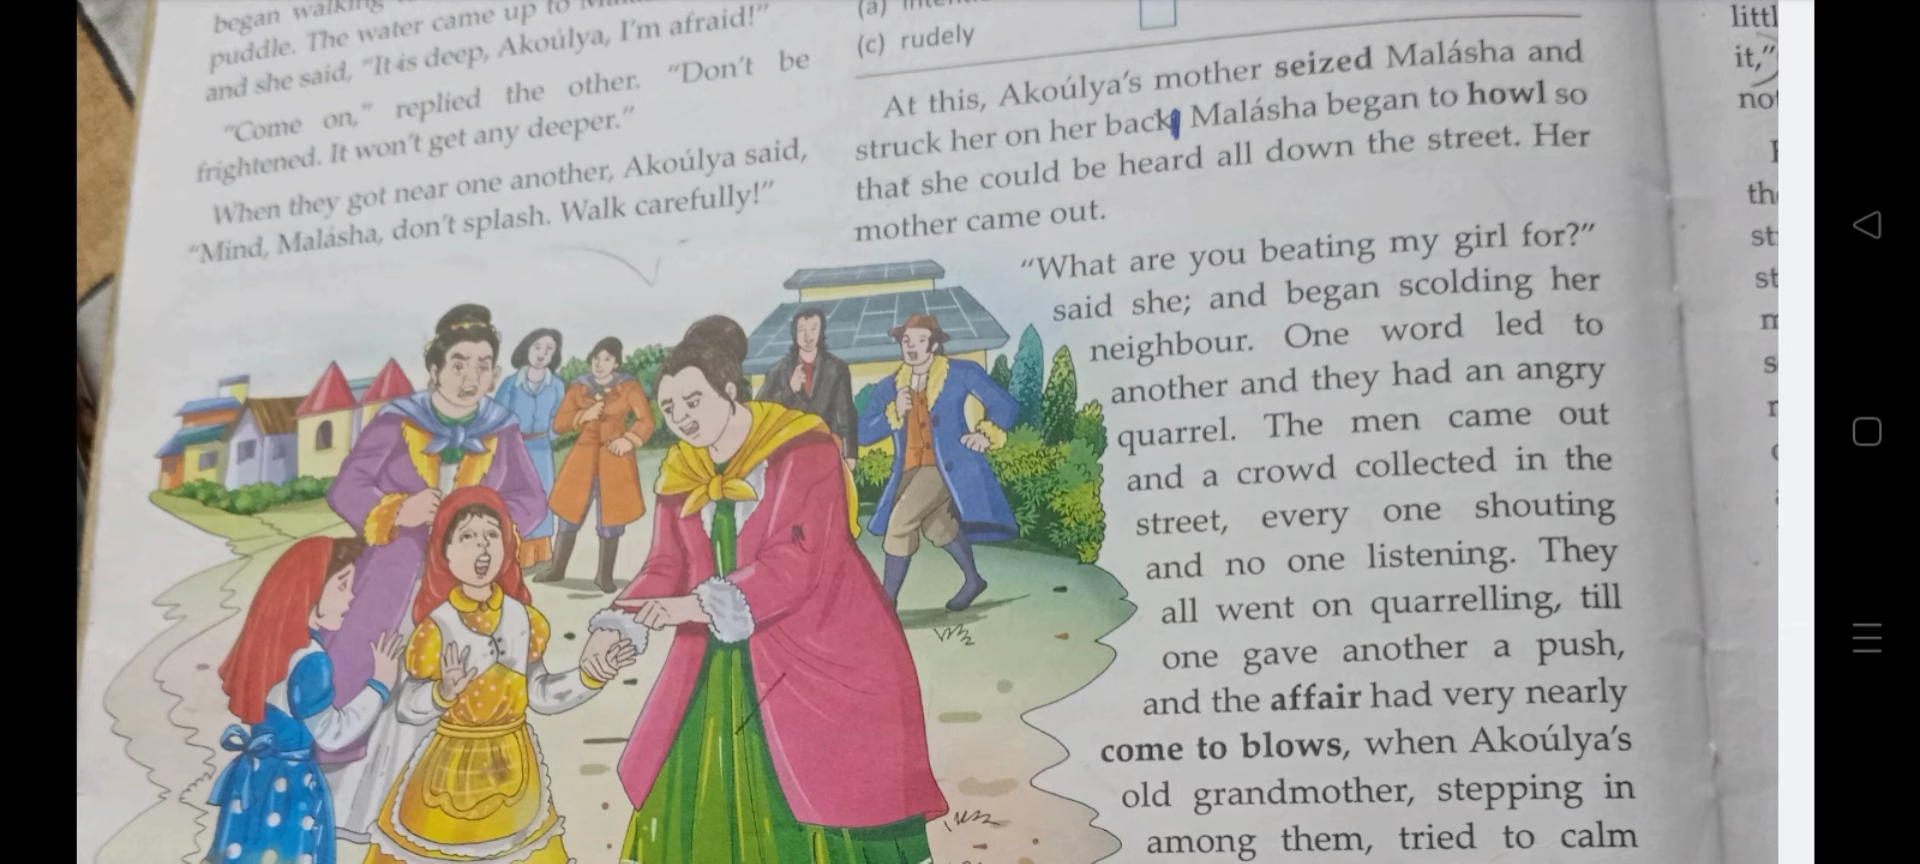 began walking
puddle. The water came up to
and she said, "It is deep, Akoúlya, I'm afraid!"
"Come on," replied the other. "Don't be
frightened. It won't get any deeper."
When they got near one another, Akoúlya said,
"Mind, Malásha, don't splash. Walk carefully!"
(a)
(c) rudely
At this, Akoúlya's mother seized Malásha and
struck her on her back Malásha began to howl so
that she could be heard all down the street. Her
mother came out.
"What are you beating my girl for?"
said she; and began scolding her
neighbour. One word led to
another and they had an angry
quarrel. The men came out
and a crowd collected in the
street, every one shouting
and no one listening. They
all went on quarrelling, till
one gave another a push,
and the affair had very nearly
come to blows, when Akoúlya's
old grandmother, stepping in
among them, tried to calm
it,"